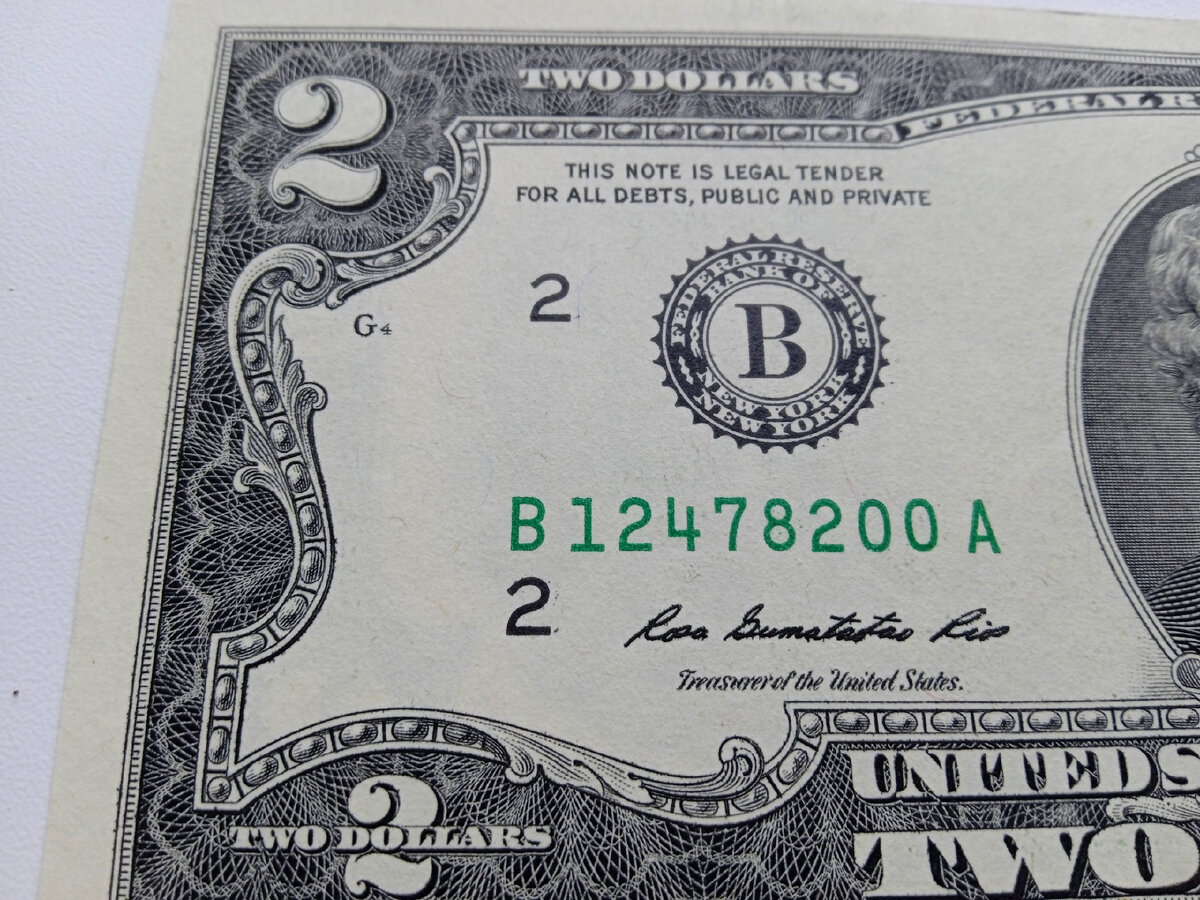 2
TWO DOLLARS
FEDERAL R
THIS NOTE IS LEGAL TENDER
FOR ALL DEBTS, PUBLIC AND PRIVATE
2
G4
FEDERAL RESERVE
BANK OF
B
NEW YORK
NEW YORK
B 12478200 A
2
Rosa Gumataotao Rios
Treasurer of the United States.
UNITED S
2
TWO DOLLARS
TWO